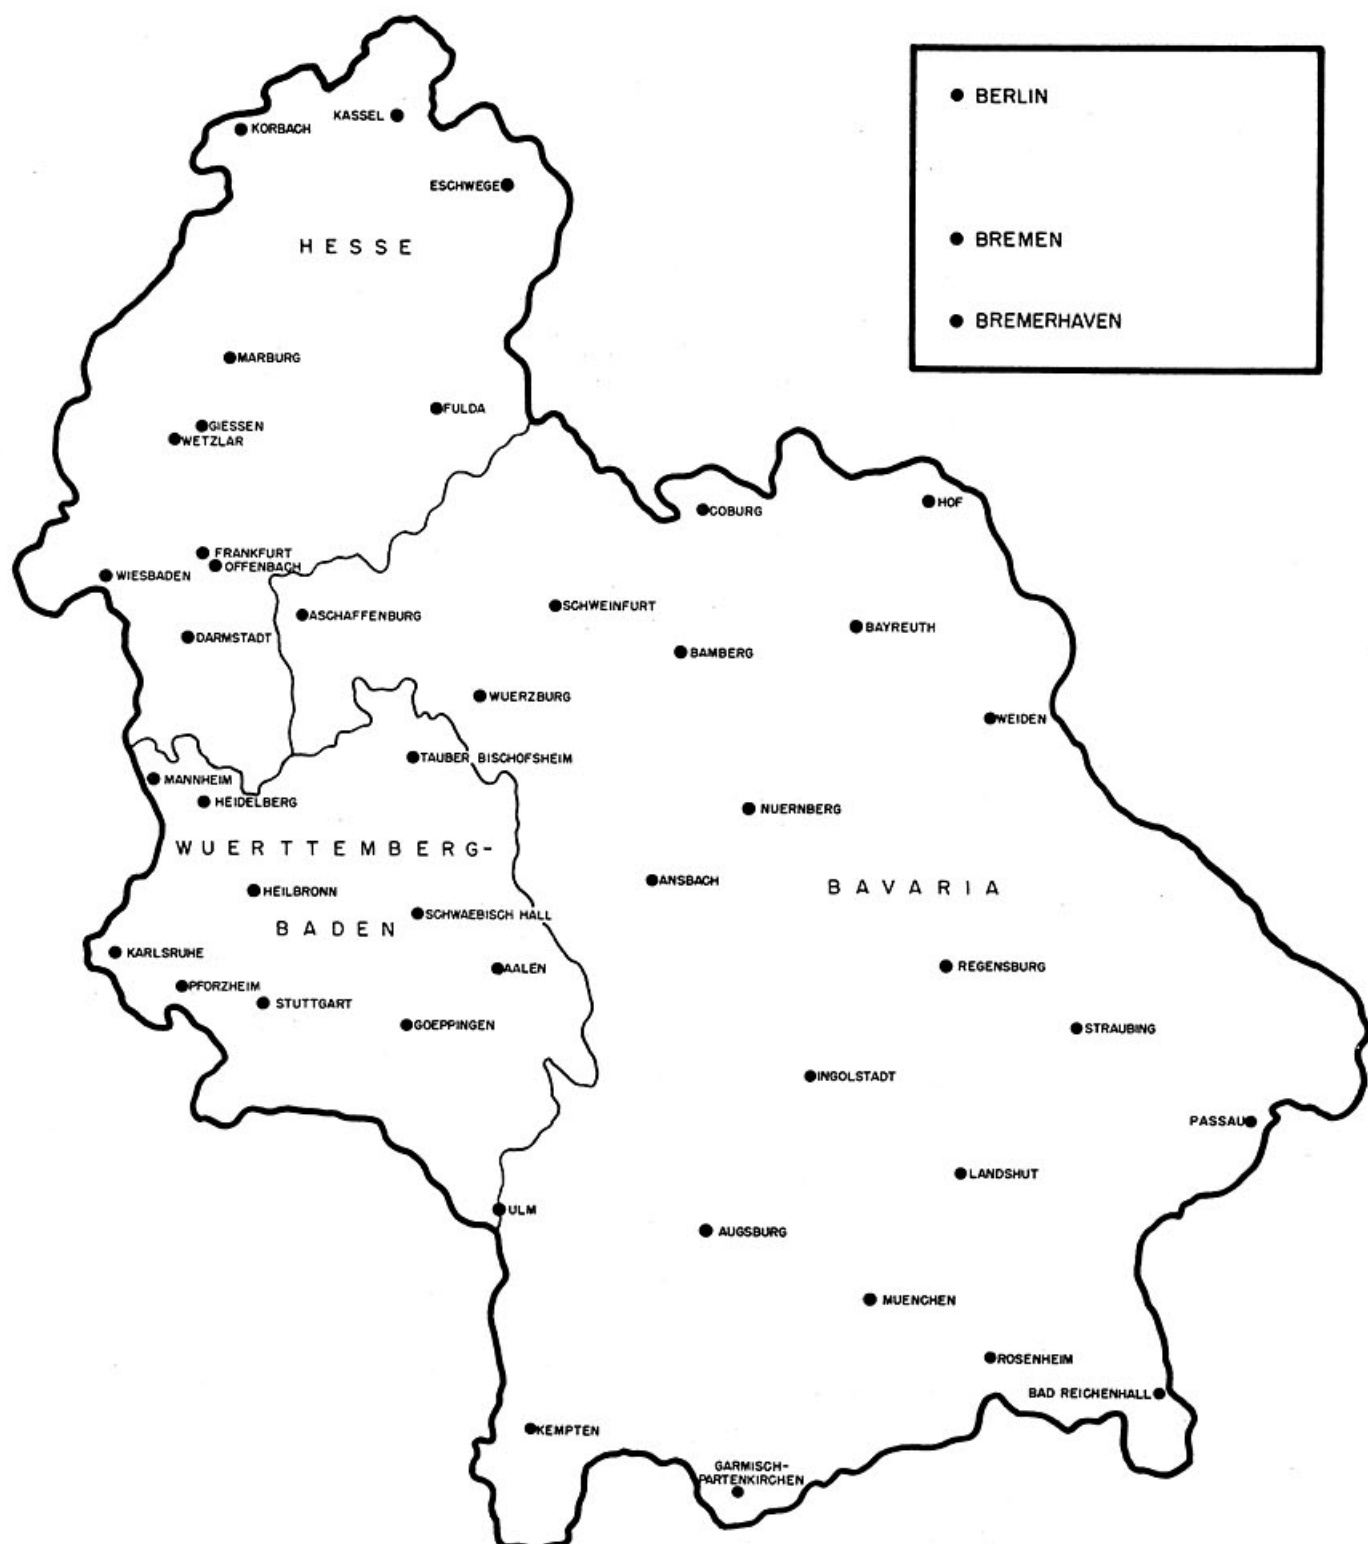 BERLIN
KASSEL
KORBACH
ESCHWEGE
BREMEN
HESSE
BREMERHAVEN
MARBURG
FULDA
GIESSEN
WETZLAR
HOF
COBURG
FRANKFURT
OFFENBACH
WIESBADEN
SCHWEINFURT
ASCHAFFENBURG
BAYREUTH
DARMSTADT
BAMBERG
WUERZBURG
WEIDEN
TAUBER BISCHOFSHEIM
MANNHEIM
HEIDELBERG
NUERNBERG
WUERTTEMBERG-
ANSBACH
BAVARIA
HEILBRONN
SCHWAEBISCH HALL
BADEN
KARLSRUHE
REGENSBURG
AALEN
PFORZHEIM
STUTTGART
GOEPPINGEN
STRAUBING
INGOLSTADT
PASSAU
LANDSHUT
ULM
AUGSBURG
MUENCHEN
ROSENHEIM
BAD REICHENHALL
KEMPTEN
GARMISCH-
PARTENKIRCHEN